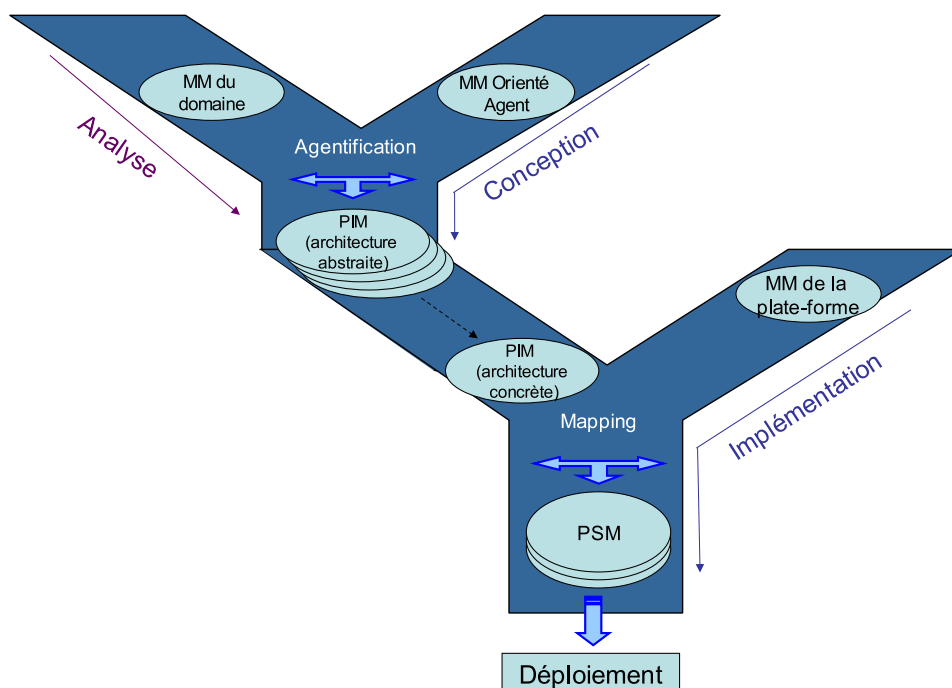 MM du
domaine
MM Orienté
Agent
Analyse
Agentification
Conception
PIM
(architecture
abstraite)
MM de la
plate-forme
PIM
(architecture
concrète)
Implémentation
Mapping
PSM
Déploiement